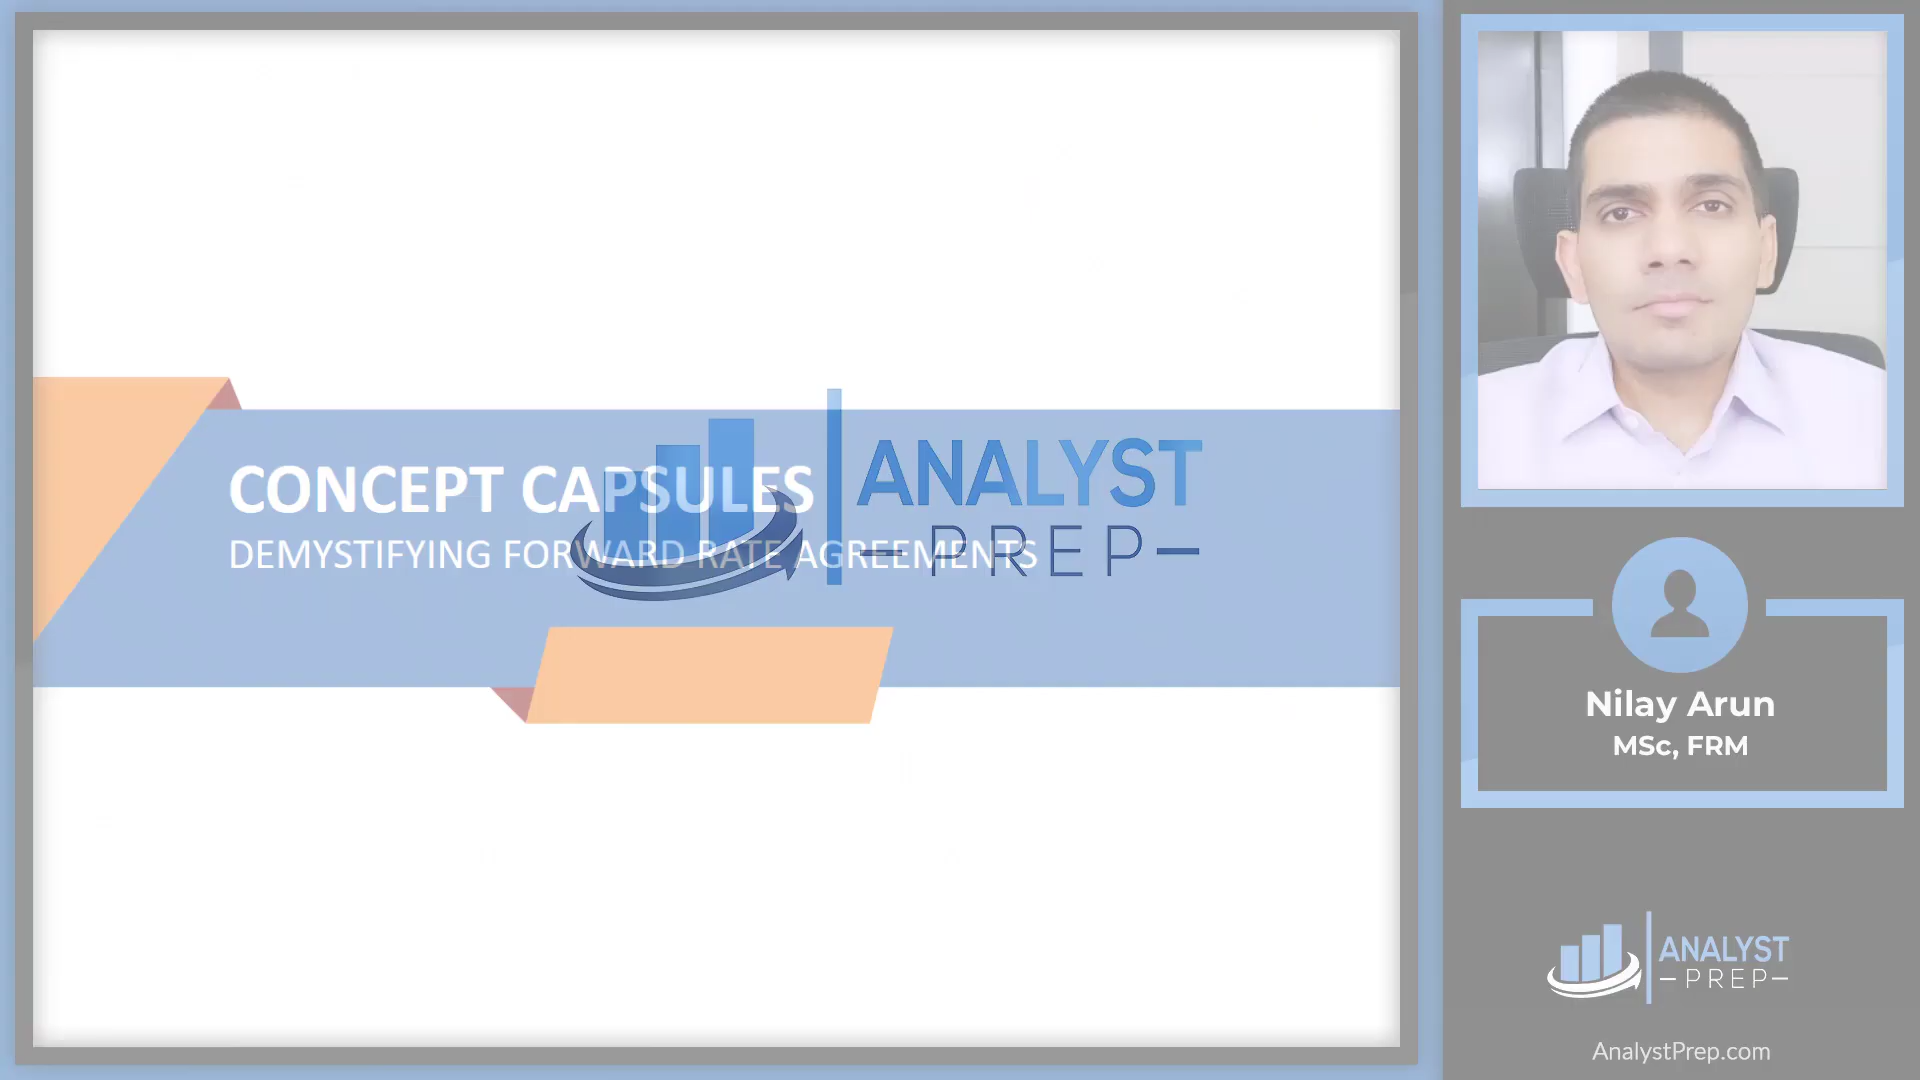 CONCEPT CAPSULES
DEMYSTIFYING FORWARD RATE AGREEMENTS
ANALYST
PREP
Nilay Arun
MSc, FRM
ANALYST
PREP
AnalystPrep.com